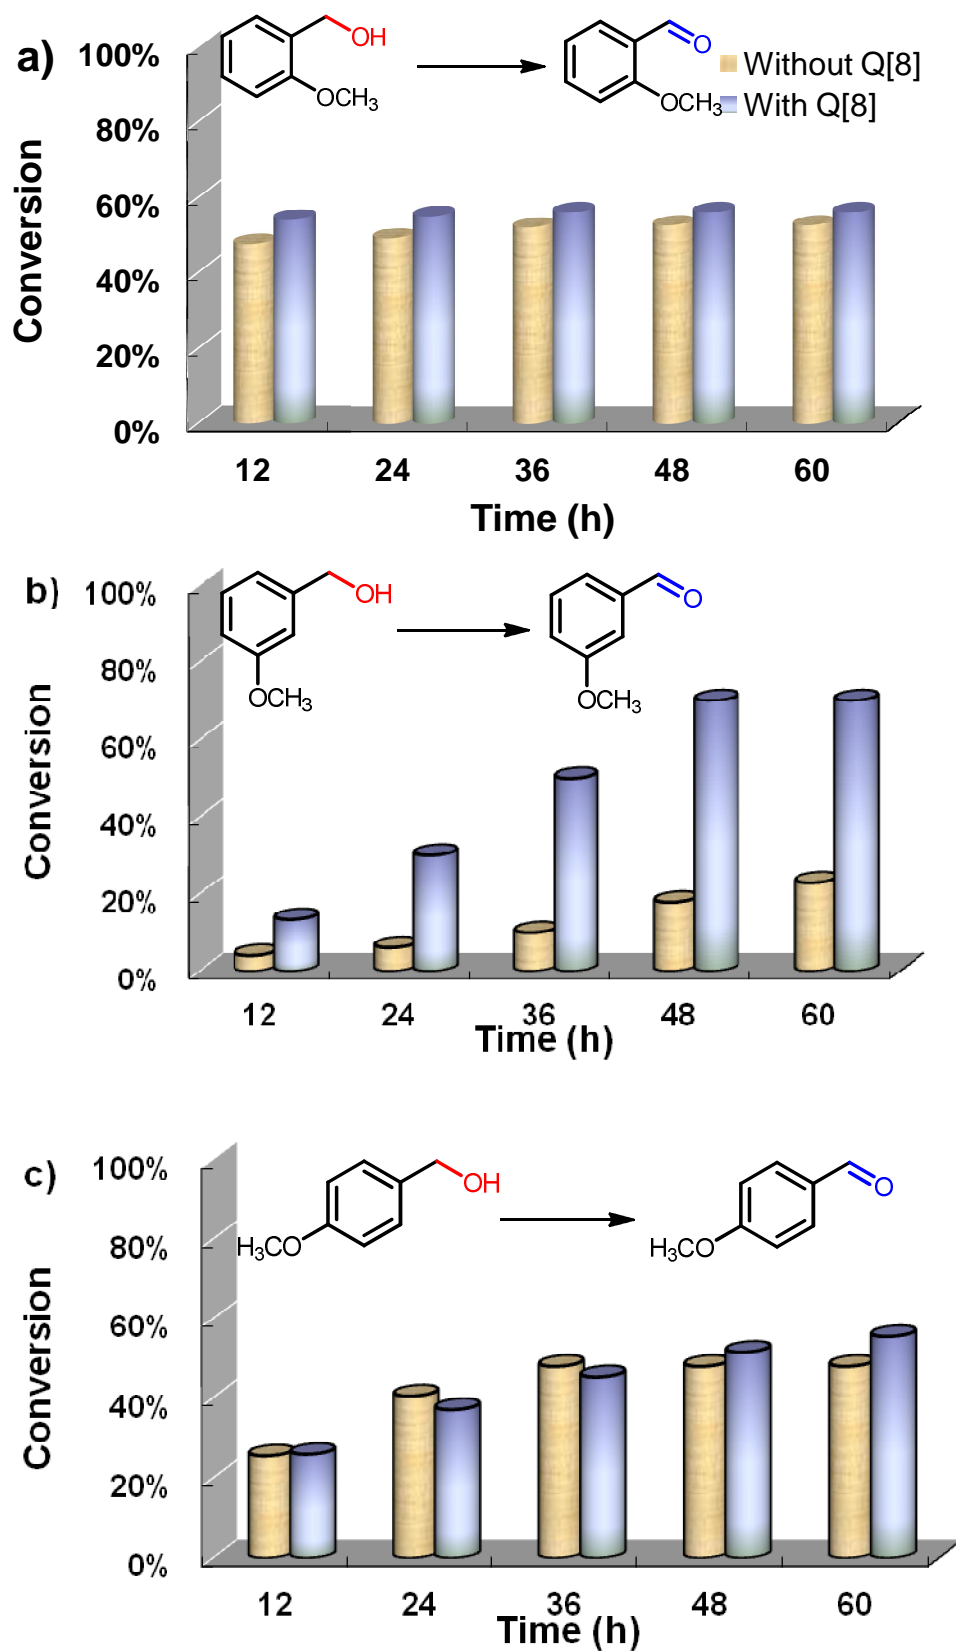 a)
100%
80%
60%
40%
20%
0%
Conversion
OH
OCH3
O
OCH3
Without Q[8]
With Q[8]
12 24 36 48 60
Time (h)
b)
100%
80%
60%
40%
20%
0%
Conversion
OH
OCH3
O
OCH3
12 24 36 48 60
Time (h)
c)
100%
80%
60%
40%
20%
0%
Conversion
OH
H3CO
O
H3CO
12 24 36 48 60
Time (h)